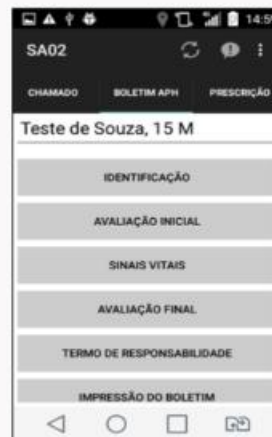 14:59
SA02
CHAMADO BOLETIM APH PRESCRIÇÃO
Teste de Souza, 15 M
IDENTIFICAÇÃO
AVALIAÇÃO INICIAL
SINAIS VITAIS
AVALIAÇÃO FINAL
TERMO DE RESPONSABILIDADE
IMPRESSÃO DO BOLETIM